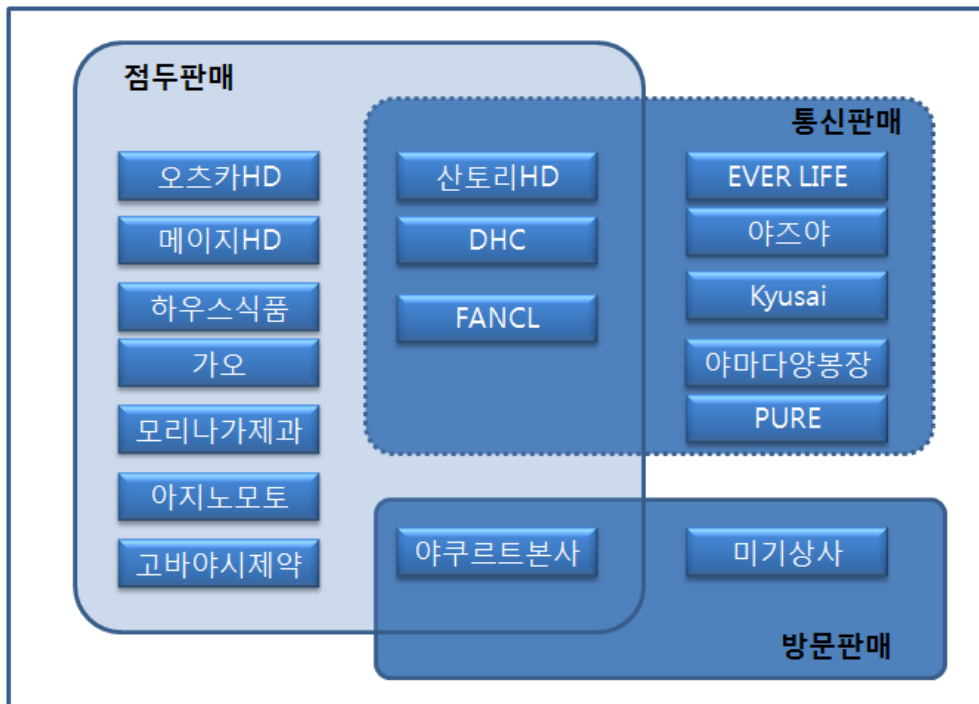 점두판매
통신판매
오츠카HD
산토리HD
EVER LIFE
메이지HD
DHC
야즈야
하우스식품
FANCL
Kyusai
가오
야마다양봉장
모리나가제과
PURE
아지노모토
고바야시제약
야쿠르트본사
미기상사
방문판매